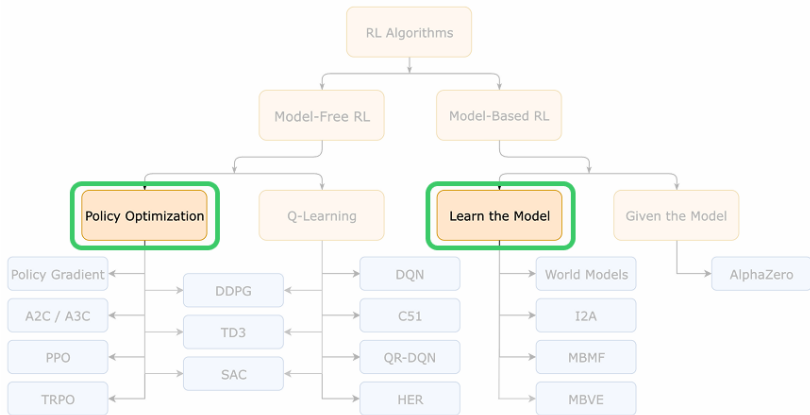 RL Algorithms
Model-Free RL
Model-Based RL
Policy Optimization
Q-Learning
Learn the Model
Given the Model
Policy Gradient
DDPG
DQN
World Models
AlphaZero
A2C / A3C
TD3
C51
I2A
PPO
SAC
QR-DQN
MBMF
TRPO
HER
MBVE